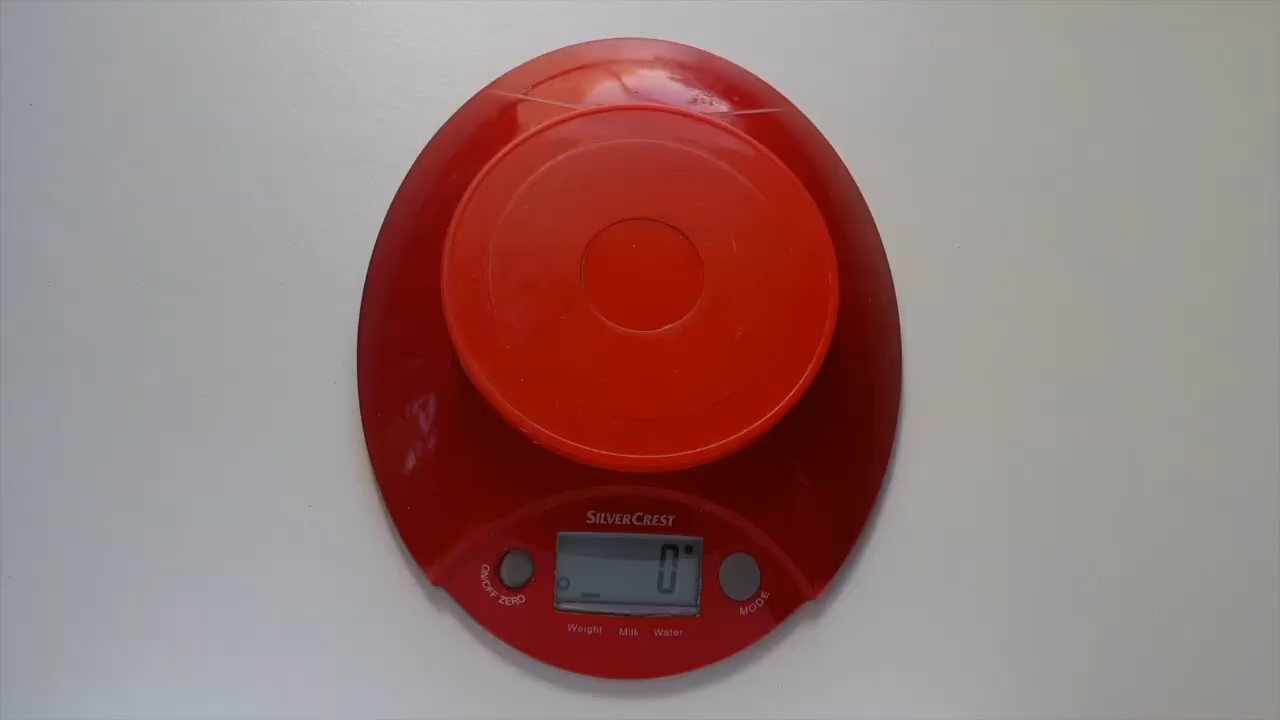 SILVERCREST
0 g
ON/OFF ZERO
MODE
Weight Milk Water